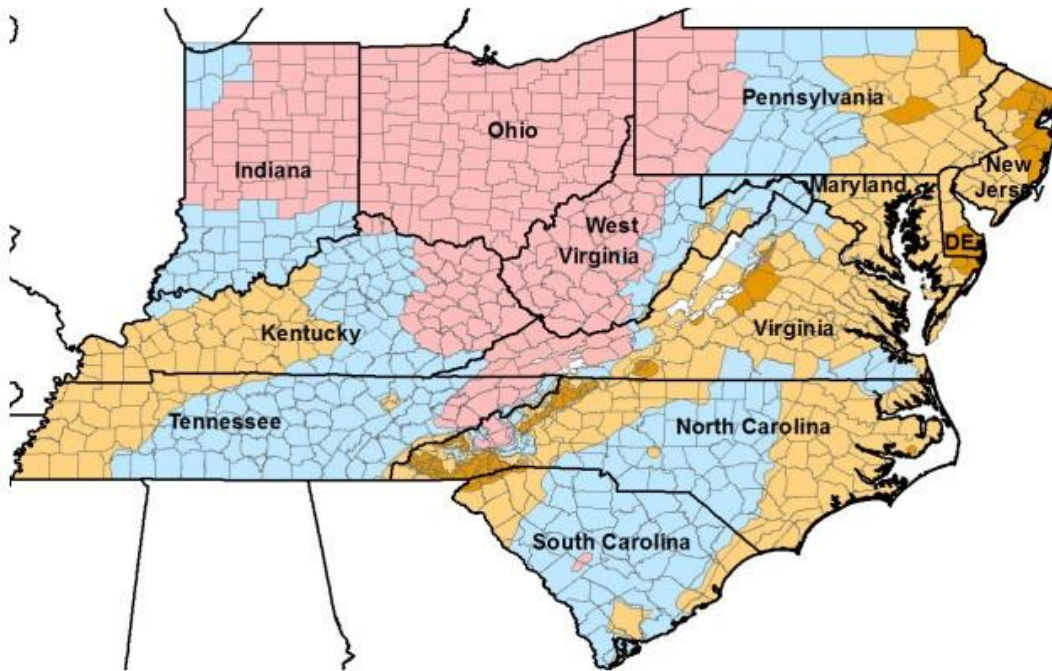 Pennsylvania
Ohio
Indiana
New
Jersey
Maryland
West
Virginia
DE
Kentucky
Virginia
Tennessee
North Carolina
South Carolina